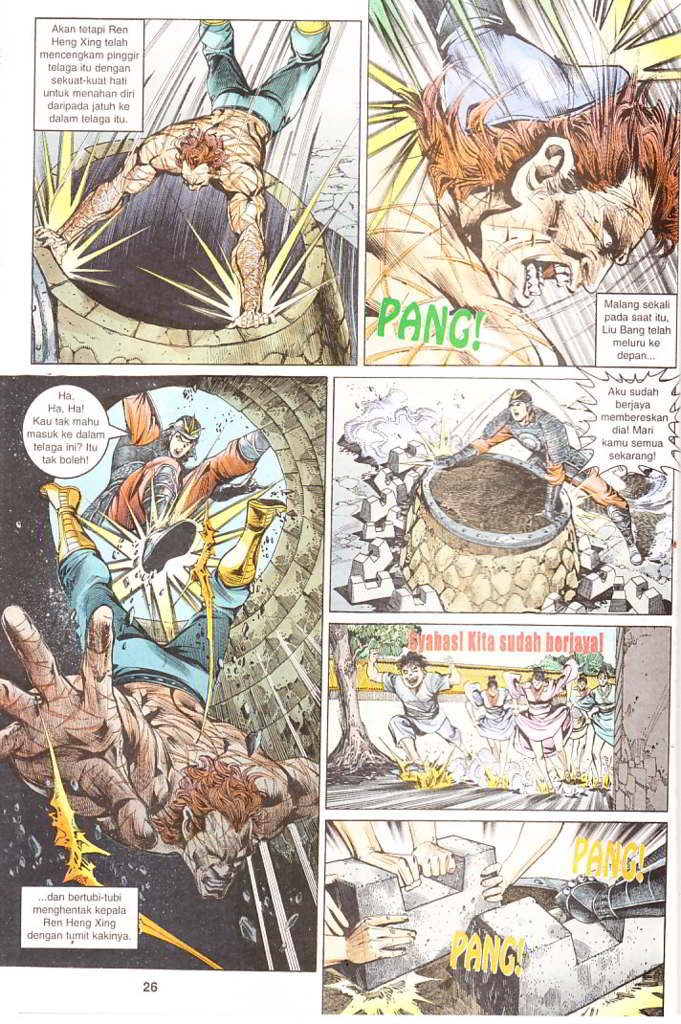 Akan tetapi Ren
Heng Xing telah
mencengkam pinggir
telaga itu dengan
sekuat-kuat hati
untuk menahan diri
daripada jatuh ke
dalam telaga itu.
PANG!
Malang sekali
pada saat itu,
Liu Bang telah
meluru ke
depan...
Ha,
Ha, Ha!
Kau tak mahu
masuk ke dalam
telaga ini? Itu
tak boleh!
...dan bertubi-tubi
menghentak kepala
Ren Heng Xing
dengan tumit kakinya.
Aku sudah
berjaya
membereskan
dia! Mari
kamu semua
sekarang!
Syabas! Kita sudah berjaya!
PANG!
PANG!
26